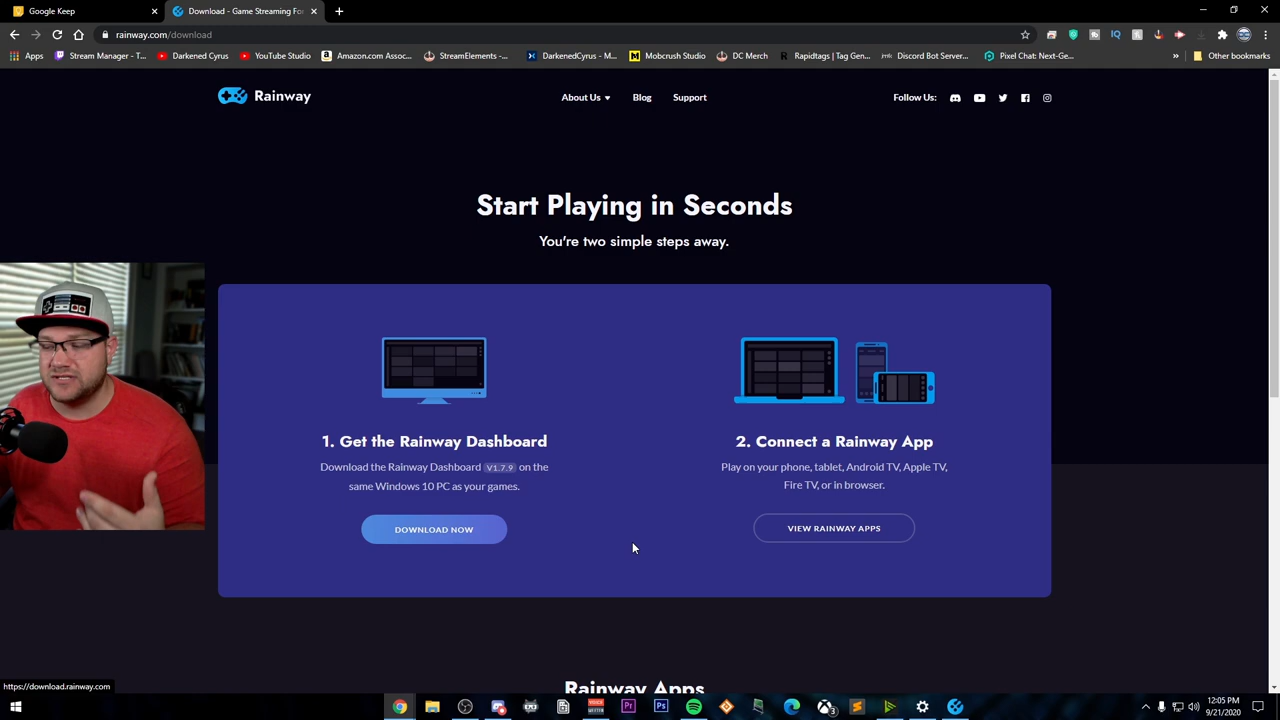 Google Keep
Download - Game Streaming For
rainway.com/download
Apps
Stream Manager - T...
Darkened Cyrus
YouTube Studio
Amazon.com Assoc...
StreamElements -...
DarkenedCyrus - M...
Mobcrush Studio
DC Merch
Rapidtags | Tag Gen...
Discord Bot Server...
Pixel Chat: Next-Ge...
»
Other bookmarks
Rainway
About Us
Blog
Support
Follow Us:
Start Playing in Seconds
You're two simple steps away.
1. Get the Rainway Dashboard
Download the Rainway Dashboard V1.7.9 on the
same Windows 10 PC as your games.
DOWNLOAD NOW
2. Connect a Rainway App
Play on your phone, tablet, Android TV, Apple TV,
Fire TV, or in browser.
VIEW RAINWAY APPS
Rainway Apps
https://download.rainway.com
VOICE
Pr
Ps
12:05 PM
9/21/2020